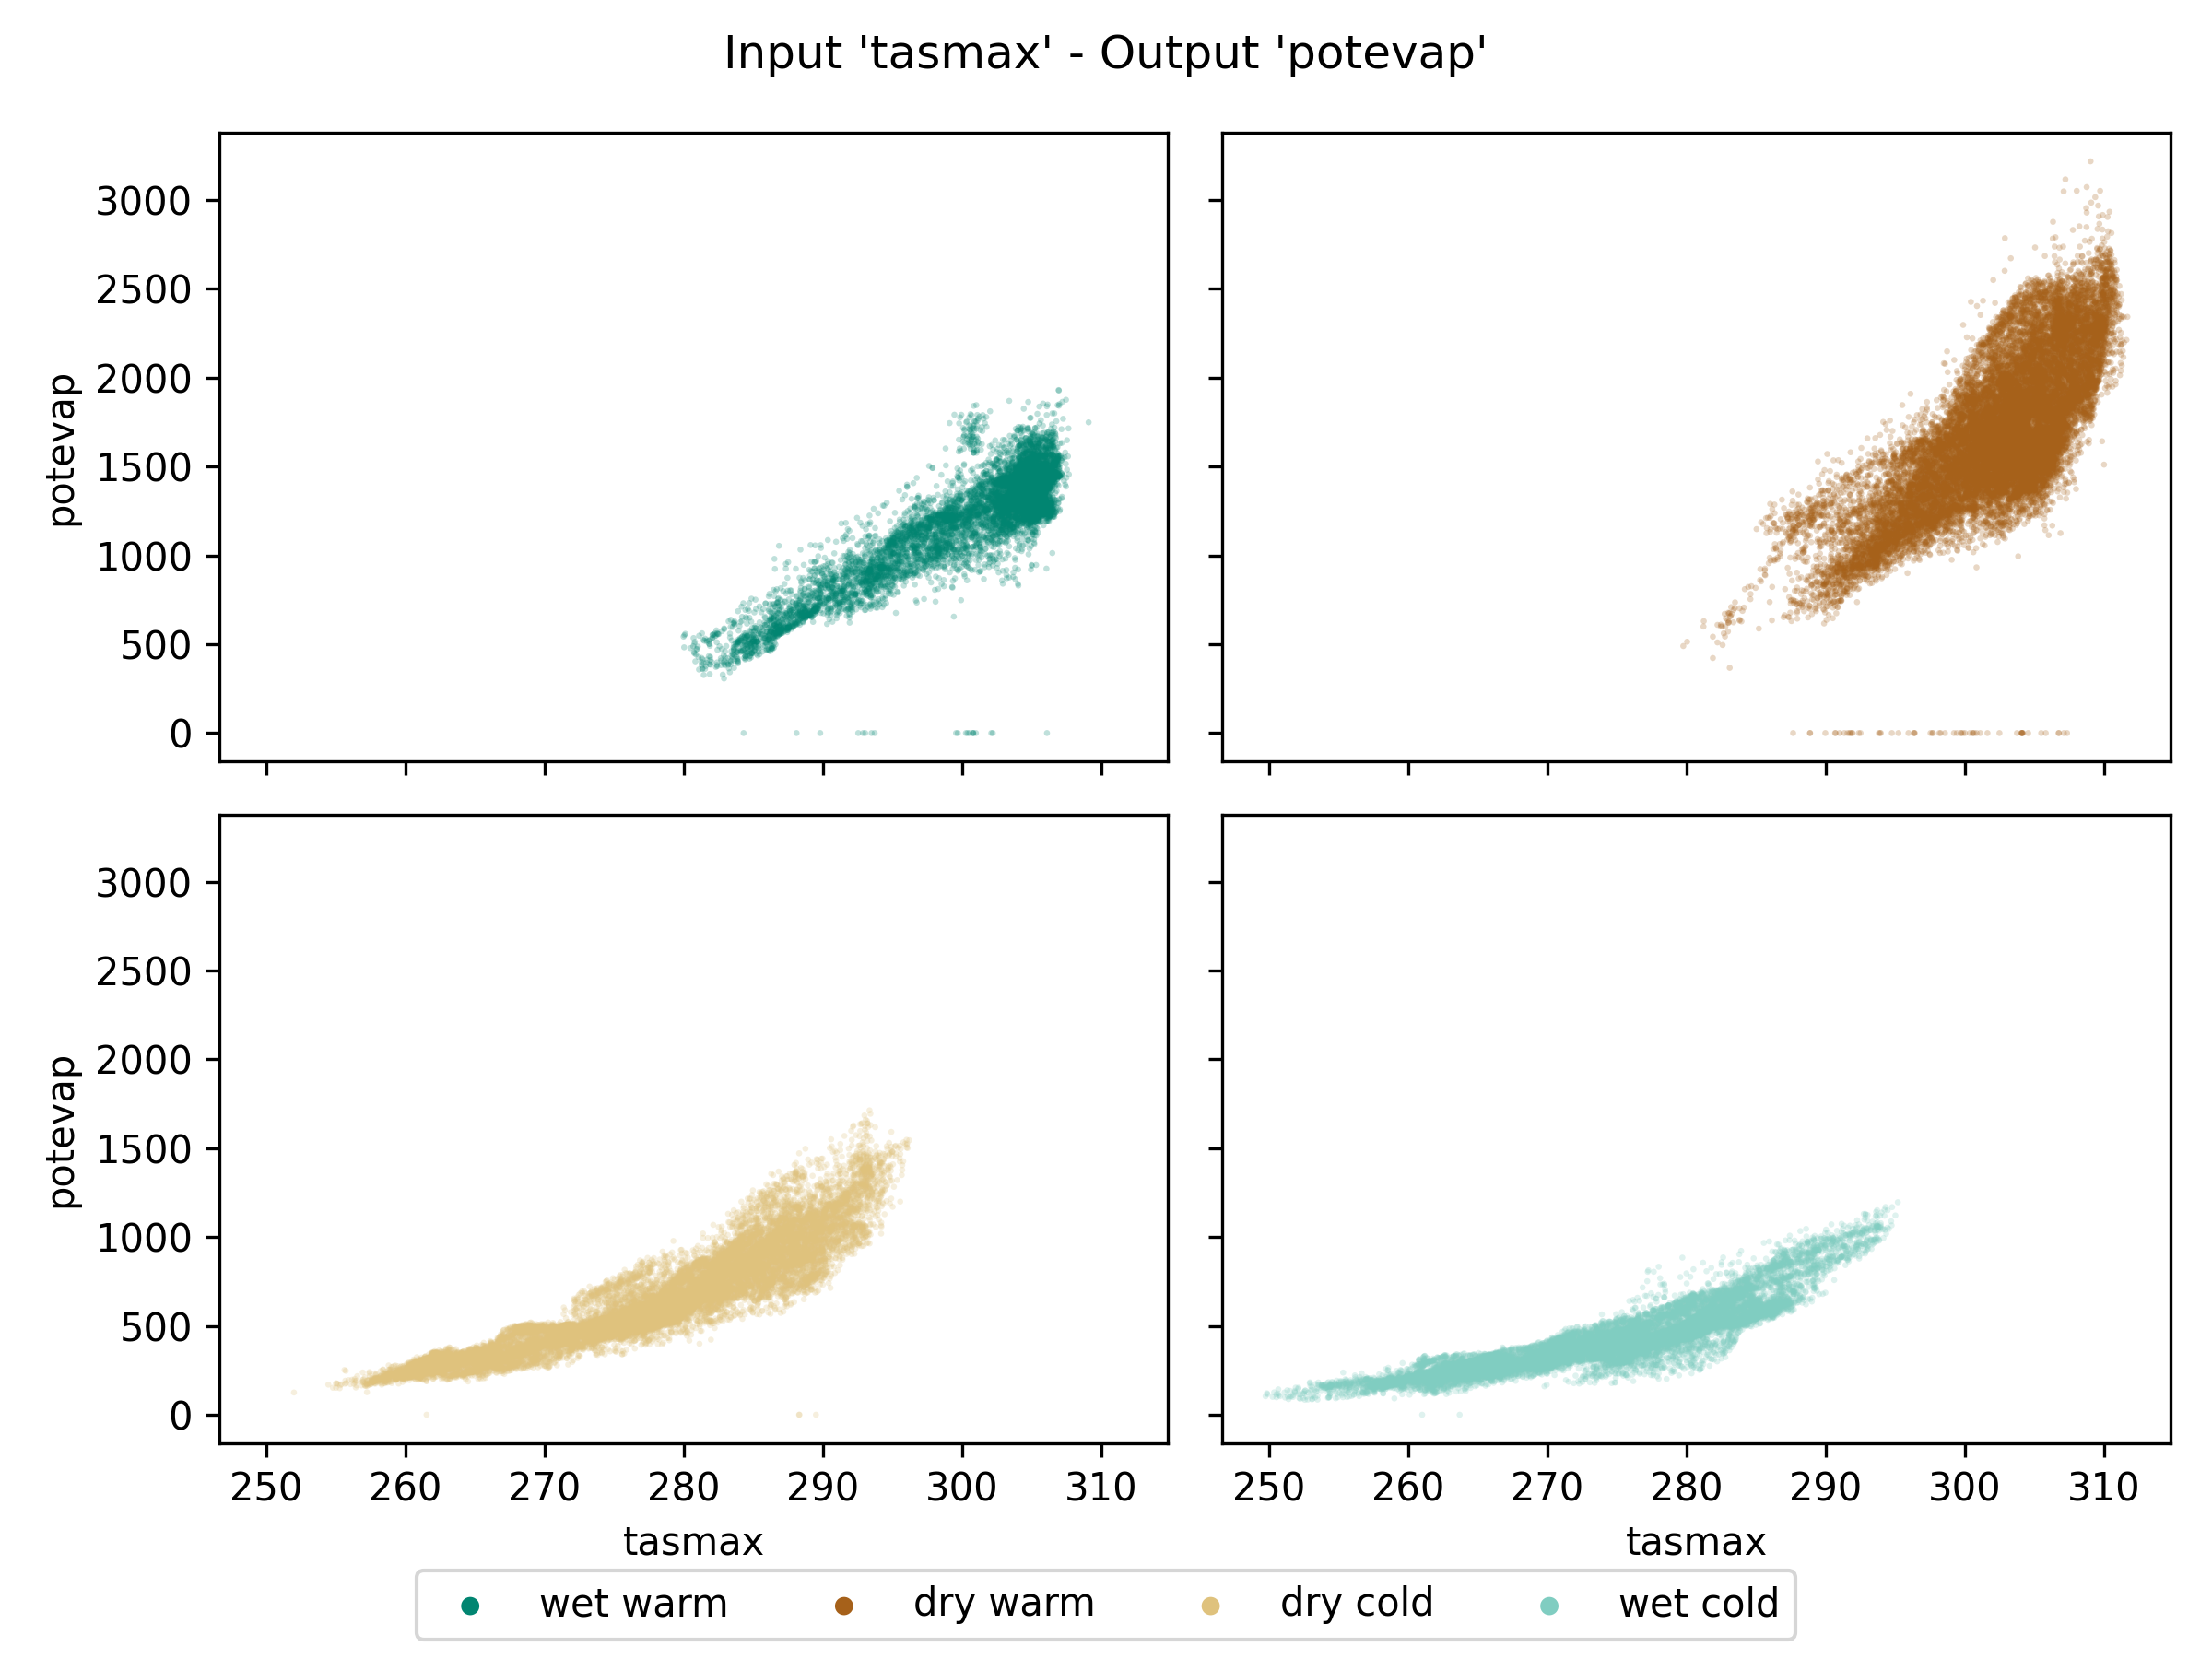 Input 'tasmax' - Output 'potevap'
3000
2500
2000
1500
1000
500
0
potevap
3000
2500
2000
1500
1000
500
0
potevap
250 260 270 280 290 300 310
250 260 270 280 290 300 310
tasmax
tasmax
wet warm dry warm dry cold wet cold